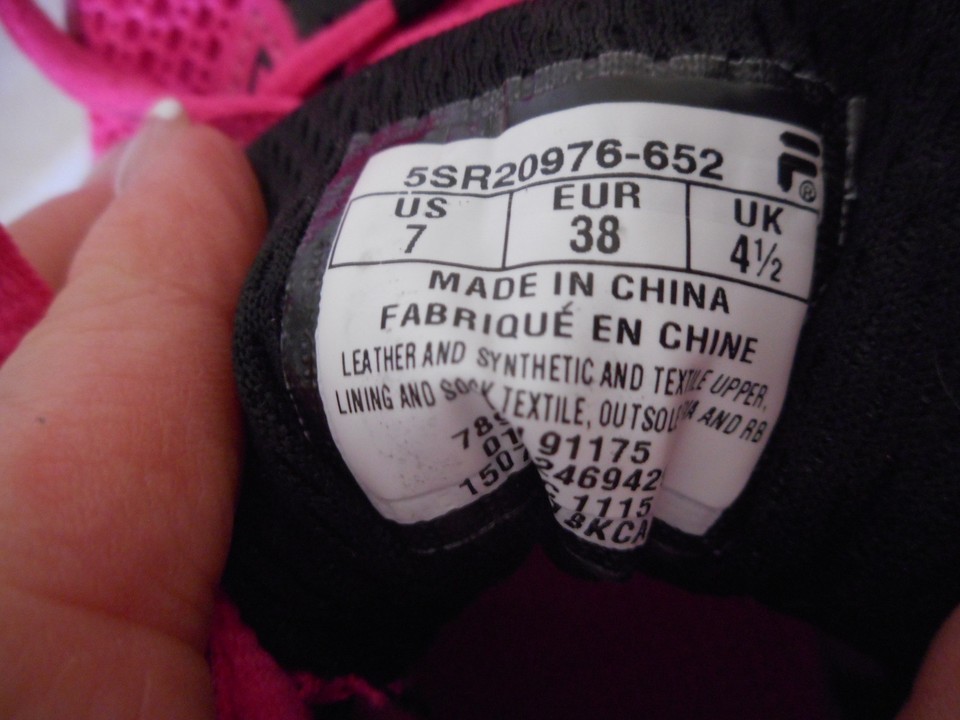 5SR20976-652
US EUR UK
7 38 4½
MADE IN CHINA
FABRIQUÉ EN CHINE
LEATHER AND SYNTHETIC AND TEXTILE UPPER,
LINING AND SOCK TEXTILE, OUTSOLE AND RB
91175
1115